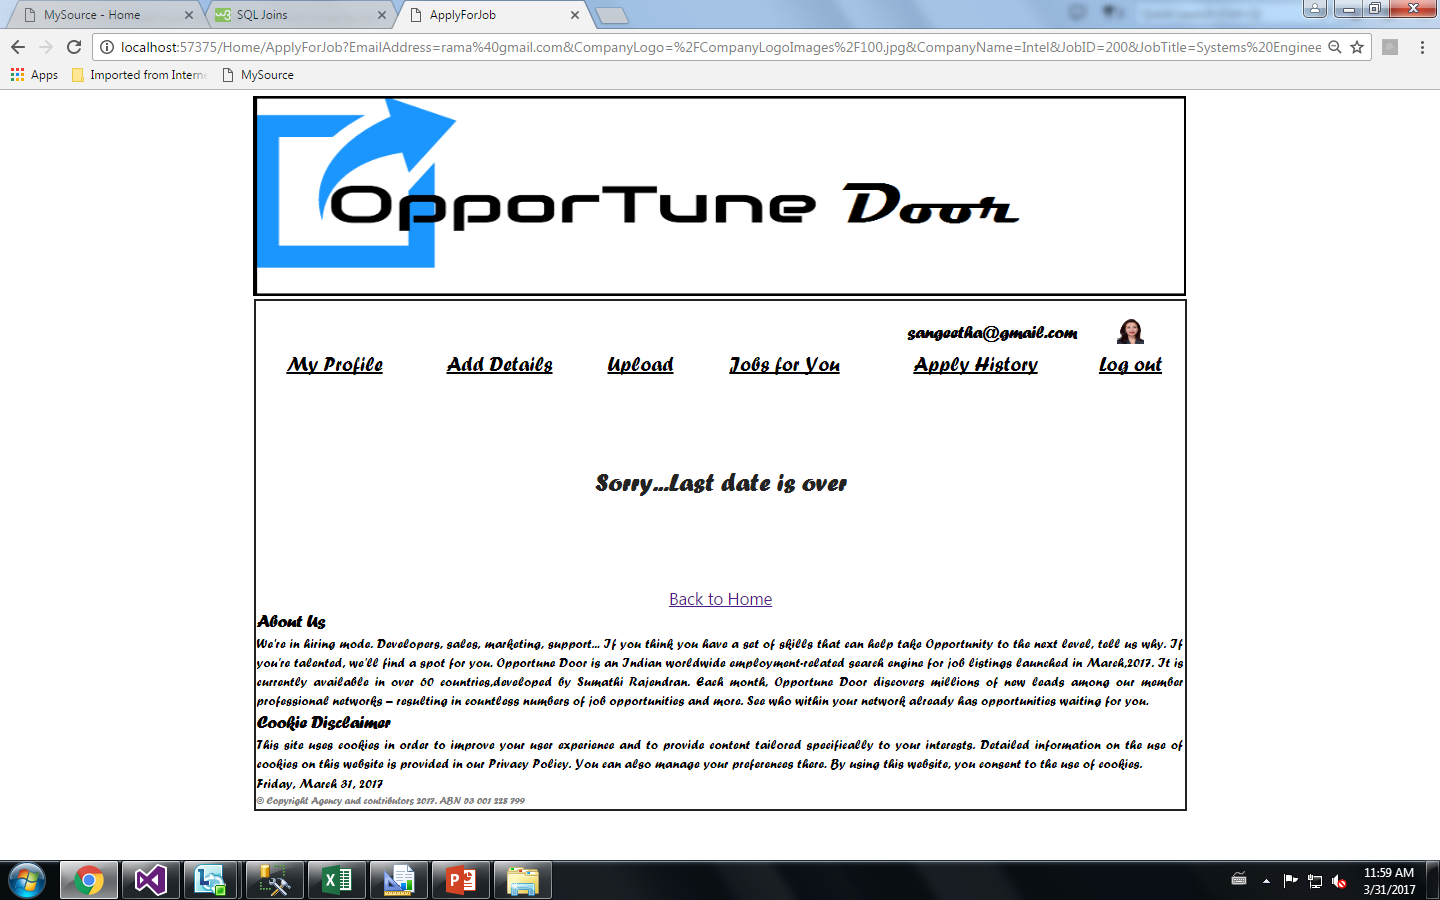 MySource - Home
SQL Joins
ApplyForJob
localhost:57375/Home/ApplyForJob?EmailAddress=rama%40gmail.com&CompanyLogo=%2FCompanyLogoImages%2F100.jpg&CompanyName=Intel&JobID=200&JobTitle=Systems%20Enginee
Apps
Imported from Intern
MySource
OpporTune Door
sangeetha@gmail.com
My Profile Add Details Upload Jobs for You Apply History Log out
Sorry...Last date is over
Back to Home
About Us
We're in hiring mode. Developers, sales, marketing, support... If you think you have a set of skills that can help take Opportunity to the next level, tell us why. If
you're talented, we'll find a spot for you. Opportune Door is an Indian worldwide employment-related search engine for job listings launched in March,2017. It is
currently available in over 60 countries,developed by Sumathi Rajendran. Each month, Opportune Door discovers millions of new leads among our member
professional networks – resulting in countless numbers of job opportunities and more. See who within your network already has opportunities waiting for you.
Cookie Disclaimer
This site uses cookies in order to improve your user experience and to provide content tailored specifically to your interests. Detailed information on the use of
cookies on this website is provided in our Privacy Policy. You can also manage your preferences there. By using this website, you consent to the use of cookies.
Friday, March 31, 2017
© Copyright Agency and contributors 2017. ABN 53 001 228 799
11:59 AM
3/31/2017